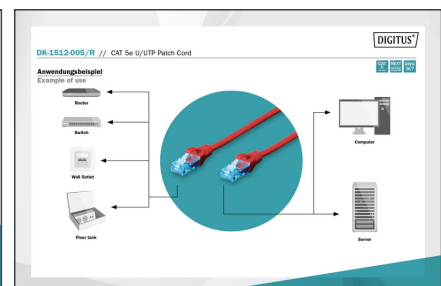 DIGITUS®
DK-1512-005/R // CAT 5e U/UTP Patch Cord
Anwendungsbeispiel
Example of use
Router
Switch
Wall Outlet
Floor tank
Computer
Server